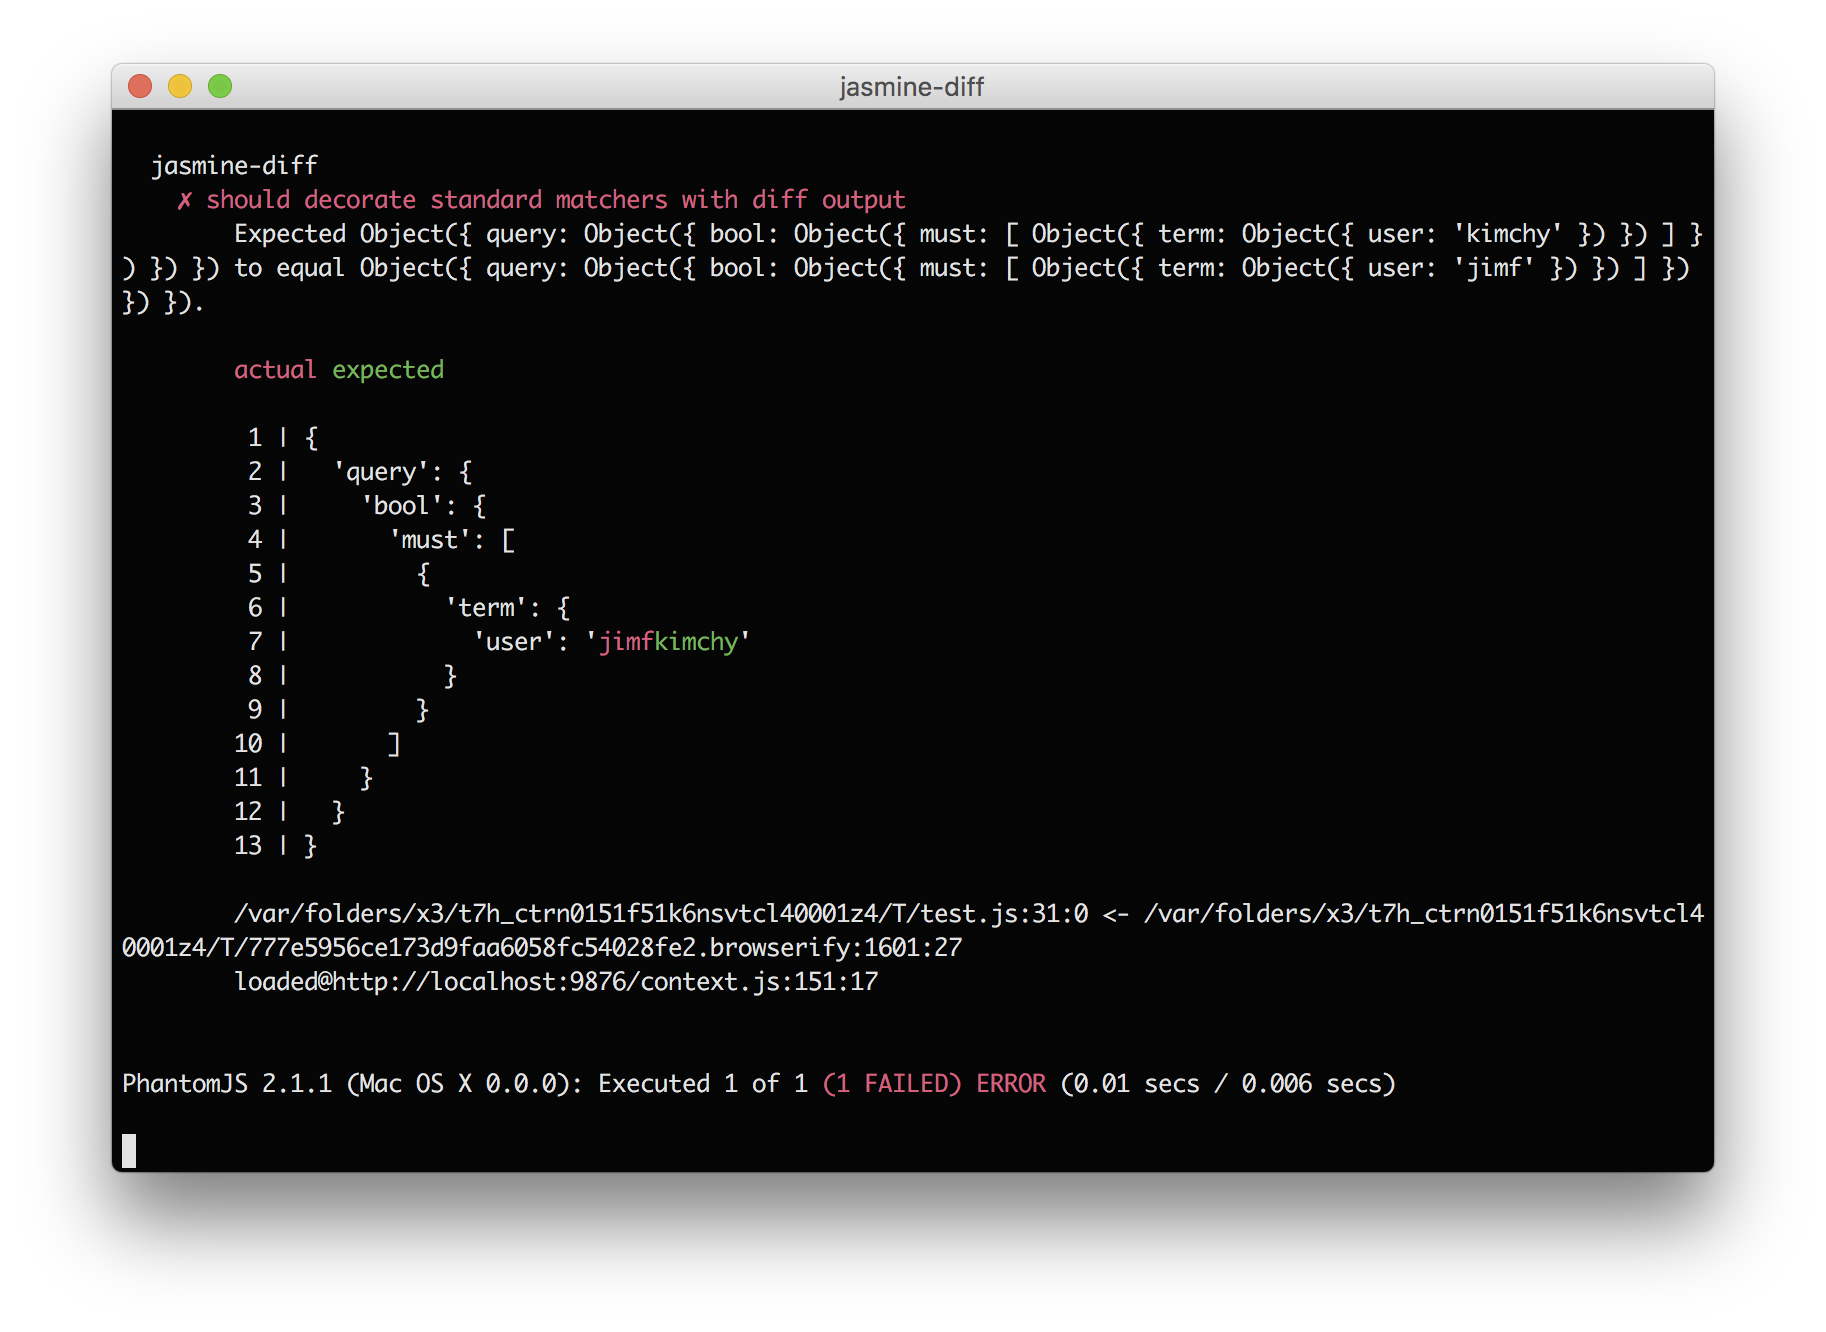 jasmine-diff
jasmine-diff
✗ should decorate standard matchers with diff output
Expected Object({ query: Object({ bool: Object({ must: [ Object({ term: Object({ user: 'kimchy' }) }) ] }
) }) }) to equal Object({ query: Object({ bool: Object({ must: [ Object({ term: Object({ user: 'jimf' }) }) ] })
}) }).
actual expected
1 | {
2 |   'query': {
3 |     'bool': {
4 |       'must': [
5 |         {
6 |           'term': {
7 |             'user': 'jimfkimchy'
8 |           }
9 |         }
10 |       ]
11 |     }
12 |   }
13 | }
/var/folders/x3/t7h_ctrn0151f51k6nsvtcl40001z4/T/test.js:31:0 <- /var/folders/x3/t7h_ctrn0151f51k6nsvtcl4
0001z4/T/777e5956ce173d9faa6058fc54028fe2.browserify:1601:27
loaded@http://localhost:9876/context.js:151:17
PhantomJS 2.1.1 (Mac OS X 0.0.0): Executed 1 of 1 (1 FAILED) ERROR (0.01 secs / 0.006 secs)